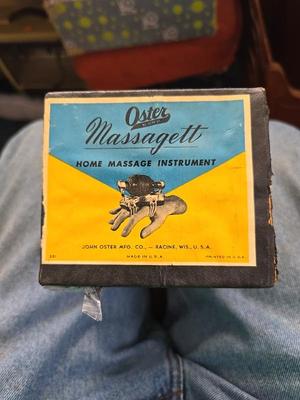 Oster
Massagett
HOME MASSAGE INSTRUMENT
JOHN OSTER MFG. CO., — RACINE, WIS., U. S. A.
MADE IN U.S.A.
PRINTED IN U.S.A.